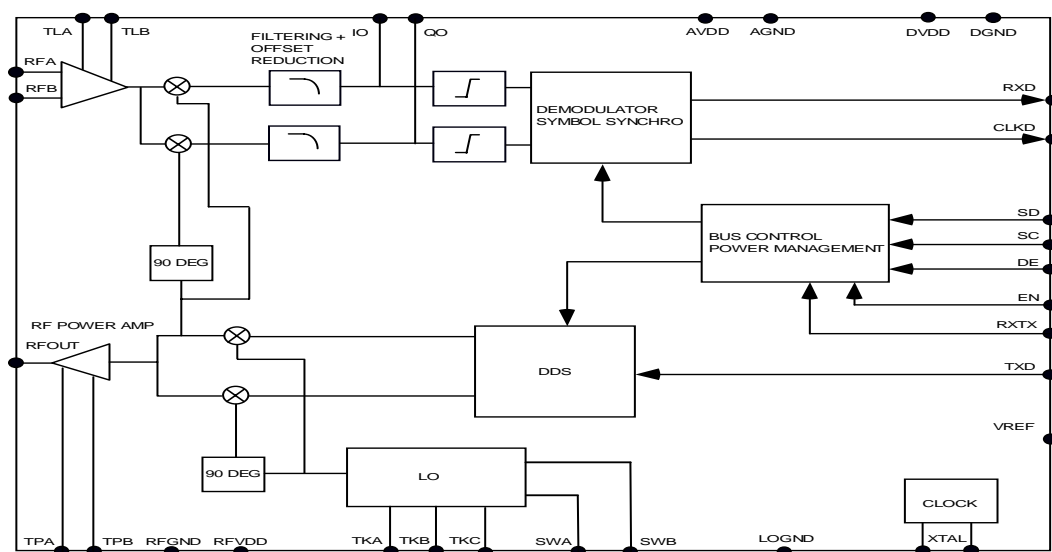 TLA
TLB
FILTERING +
OFFSET
REDUCTION
IO
QO
AVDD
AGND
DVDD
DGND
RFA
RFB
RXD
DEMODULATOR
SYMBOL SYNCHRO
CLKD
SD
BUS CONTROL
POWER MANAGEMENT
SC
90 DEG
DE
EN
RF POWER AMP
RXTX
RFOUT
DDS
TXD
VREF
90 DEG
LO
CLOCK
TPA
TPB
RFGND
RFVDD
TKA
TKB
TKC
SWA
SWB
LOGND
XTAL